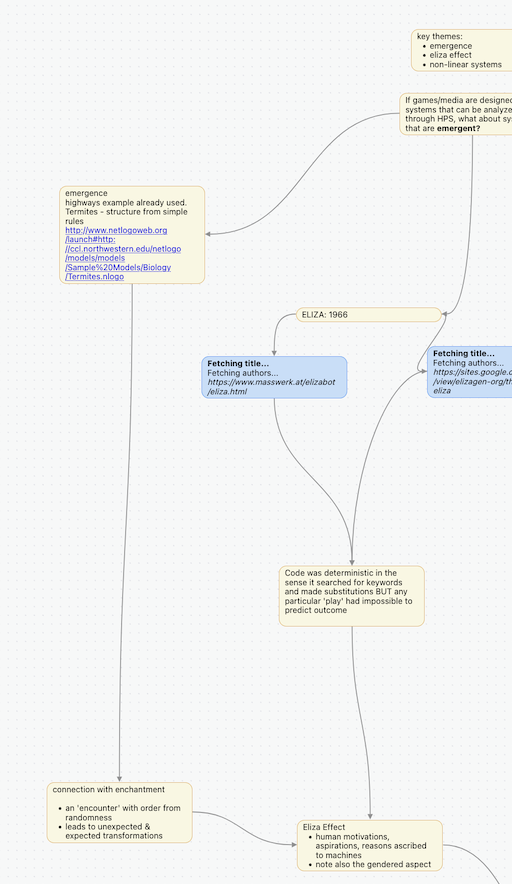 key themes:
• emergence
• eliza effect
• non-linear systems
If games/media are designed
systems that can be analyze
through HPS, what about sy
that are emergent?
emergence
highways example already used.
Termites - structure from simple
rules
http://www.netlogoweb.org
/launch#http:
//ccl.northwestern.edu/netlogo
/models/models
/Sample%20Models/Biology
/Termites.nlogo
ELIZA: 1966
Fetching title...
Fetching authors...
https://www.masswerk.at/elizabot
/eliza.html
Fetching title...
Fetching authors...
https://sites.google.c
/view/elizagen-org/th
eliza
Code was deterministic in the
sense it searched for keywords
and made substitutions BUT any
particular 'play' had impossible to
predict outcome
connection with enchantment
• an 'encounter' with order from
randomness
• leads to unexpected &
expected transformations
Eliza Effect
• human motivations,
aspirations, reasons ascribed
to machines
• note also the gendered aspect